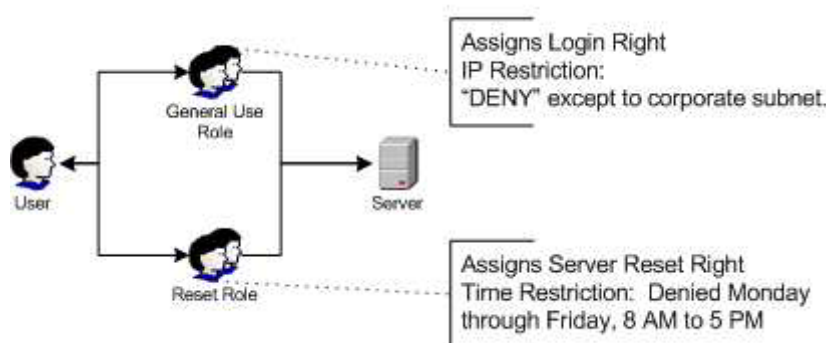 Assigns Login Right
IP Restriction:
“DENY” except to corporate subnet.
General Use
Role
User
Server
Reset Role
Assigns Server Reset Right
Time Restriction: Denied Monday
through Friday, 8 AM to 5 PM